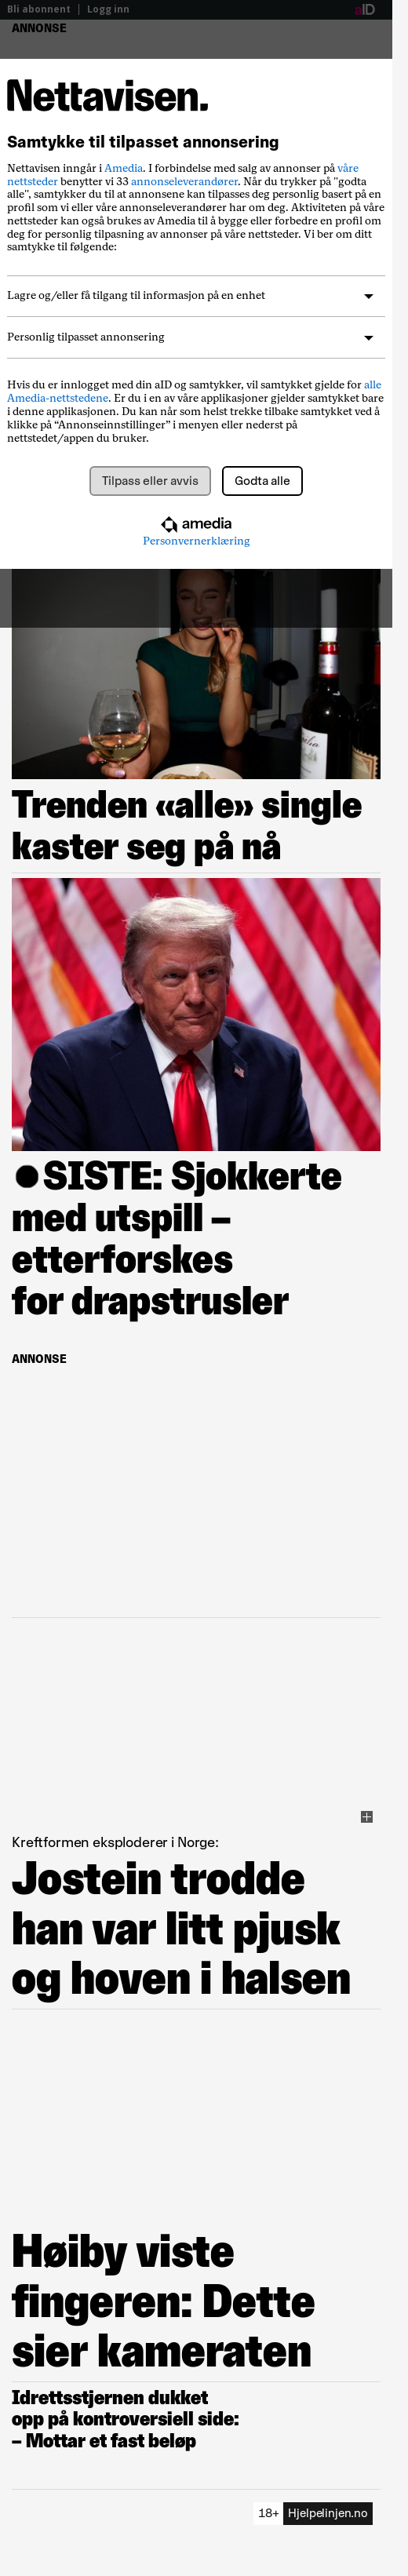 Bli abonnent | Logg inn
aID
ANNONSE
Nettavisen.
Samtykke til tilpasset annonsering
Nettavisen inngår i Amedia. I forbindelse med salg av annonser på våre
nettsteder benytter vi 33 annonseleverandører. Når du trykker på "godta
alle", samtykker du til at annonsene kan tilpasses deg personlig basert på en
profil som vi eller våre annonseleverandører har om deg. Aktiviteten på våre
nettsteder kan også brukes av Amedia til å bygge eller forbedre en profil om
deg for personlig tilpasning av annonser på våre nettsteder. Vi ber om ditt
samtykke til følgende:
Lagre og/eller få tilgang til informasjon på en enhet
Personlig tilpasset annonsering
Hvis du er innlogget med din aID og samtykker, vil samtykket gjelde for alle
Amedia-nettstedene. Er du i en av våre applikasjoner gjelder samtykket bare
i denne applikasjonen. Du kan når som helst trekke tilbake samtykket ved å
klikke på “Annonseinnstillinger” i menyen eller nederst på
nettstedet/appen du bruker.
Tilpass eller avvis Godta alle
amedia
Personvernerklæring
Trenden «alle» single
kaster seg på nå
●SISTE: Sjokkerte
med utspill –
etterforskes
for drapstrusler
ANNONSE
Kreftformen eksploderer i Norge:
Jostein trodde
han var litt pjusk
og hoven i halsen
Høiby viste
fingeren: Dette
sier kameraten
Idrettsstjernen dukket
opp på kontroversiell side:
– Mottar et fast beløp
18+ Hjelpelinjen.no